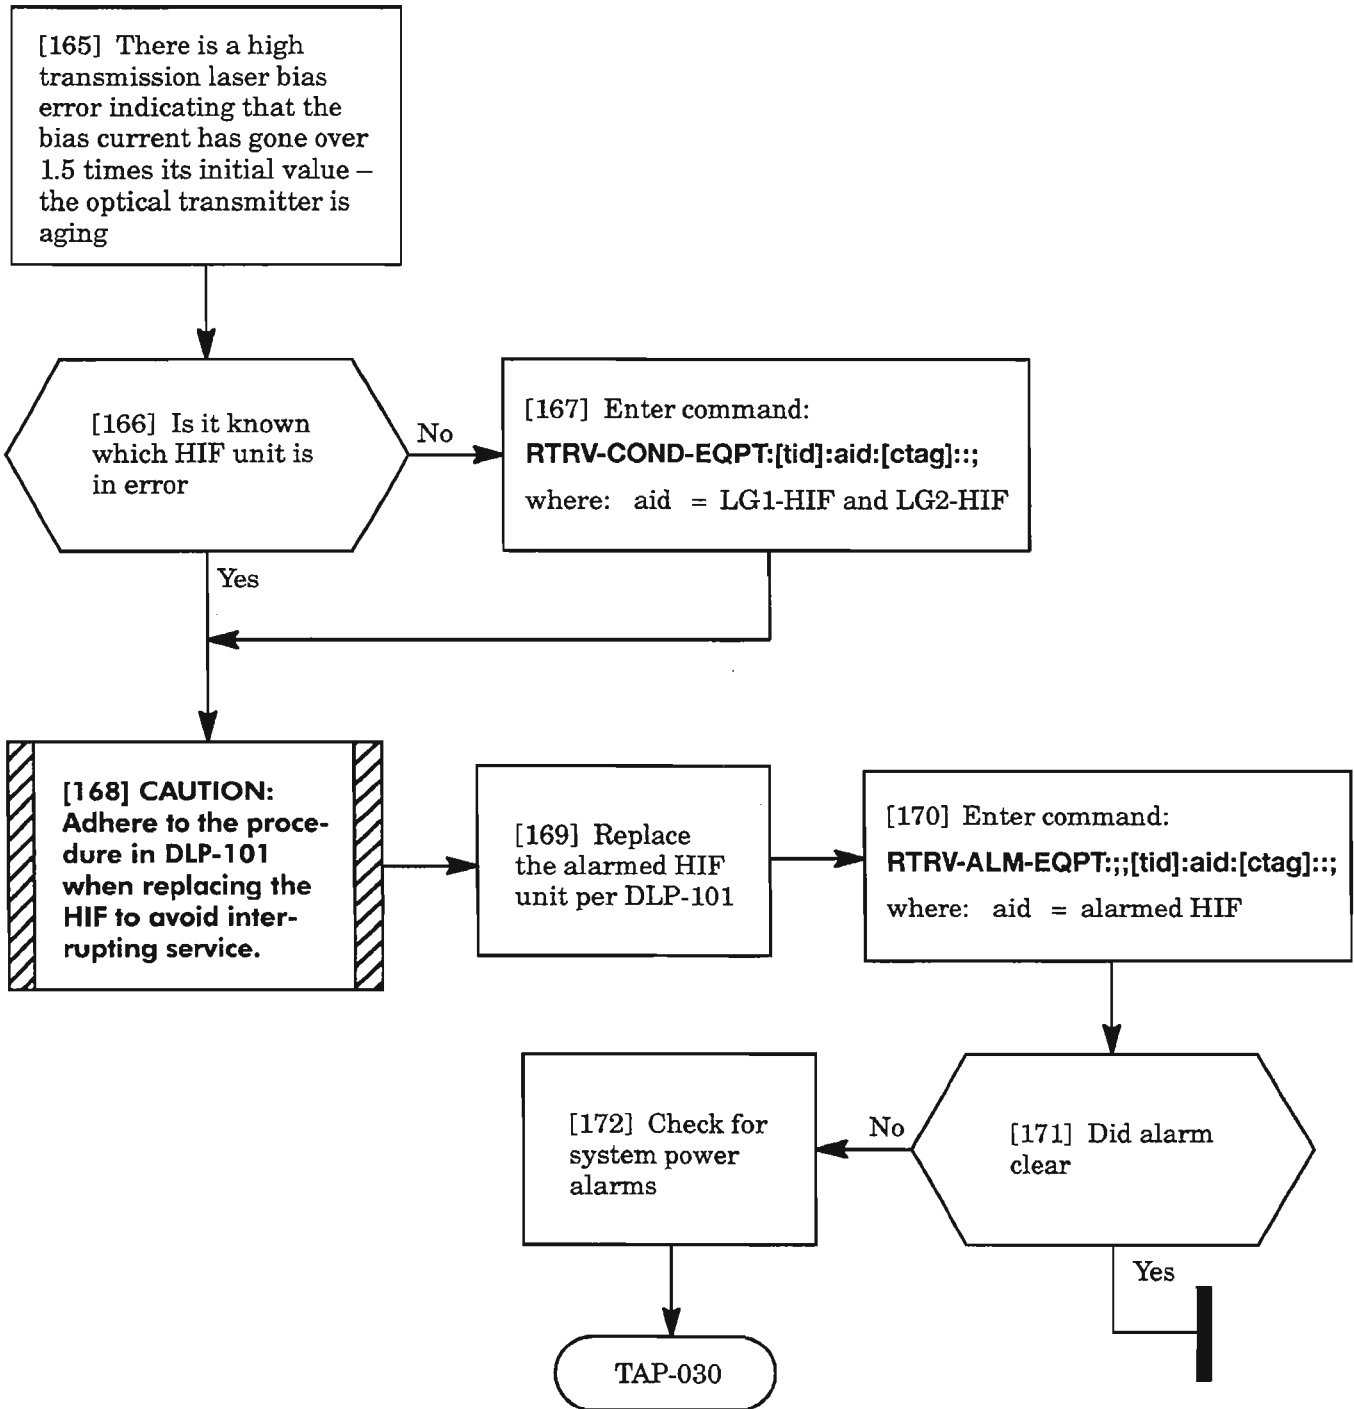 [165] There is a high
transmission laser bias
error indicating that the
bias current has gone over
1.5 times its initial value –
the optical transmitter is
aging
[166] Is it known
which HIF unit is
in error
No
[167] Enter command:
RTRV-COND-EQPT:[tid]:aid:[ctag]::;
where: aid = LG1-HIF and LG2-HIF
Yes
[168] CAUTION:
Adhere to the proce-
dure in DLP-101
when replacing the
HIF to avoid inter-
rupting service.
[169] Replace
the alarmed HIF
unit per DLP-101
[170] Enter command:
RTRV-ALM-EQPT:;;[tid]:aid:[ctag]::;
where: aid = alarmed HIF
[171] Did alarm
clear
No
[172] Check for
system power
alarms
Yes
TAP-030